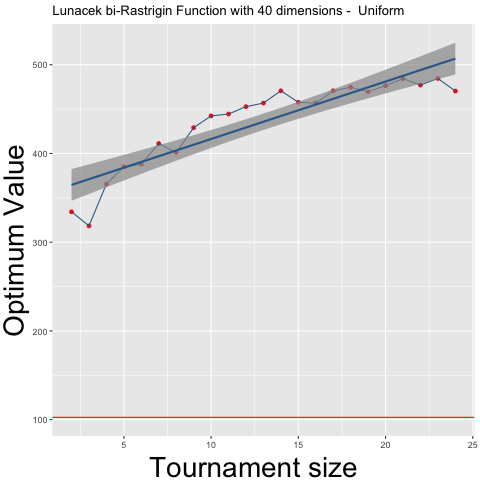 Lunacek bi-Rastrigin Function with 40 dimensions -  Uniform
Optimum Value
500
400
300
200
100
5 10 15 20 25
Tournament size